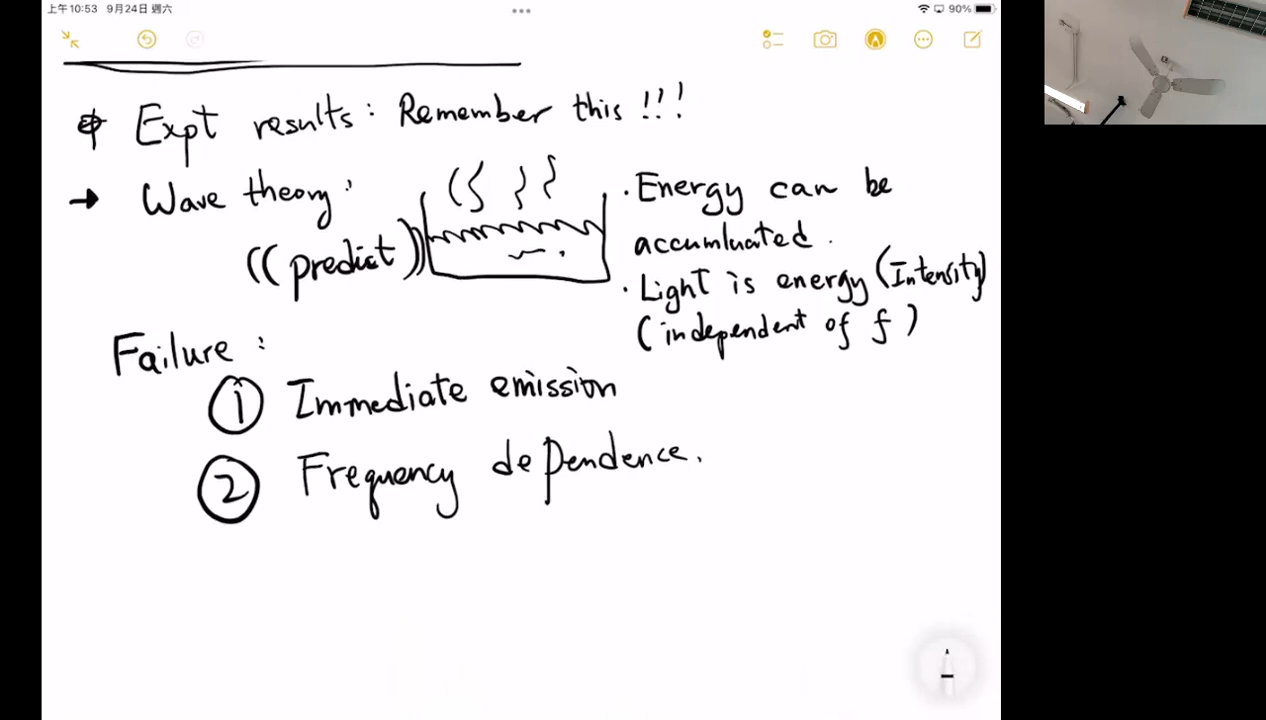 上午10:53 9月24日 週六
90%
Expt results: Remember this !!!
→ Wave theory:
((predict))
· Energy can be
accumluated.
· Light is energy (Intensity)
(independent of f)
Failure:
① Immediate emission
② Frequency dependence.